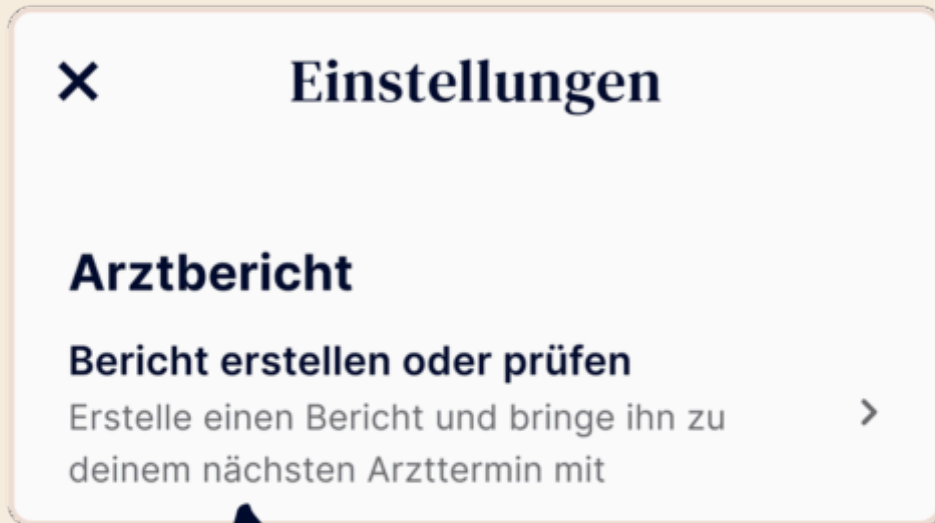 Einstellungen
Arztbericht
Bericht erstellen oder prüfen
Erstelle einen Bericht und bringe ihn zu
deinem nächsten Arzttermin mit